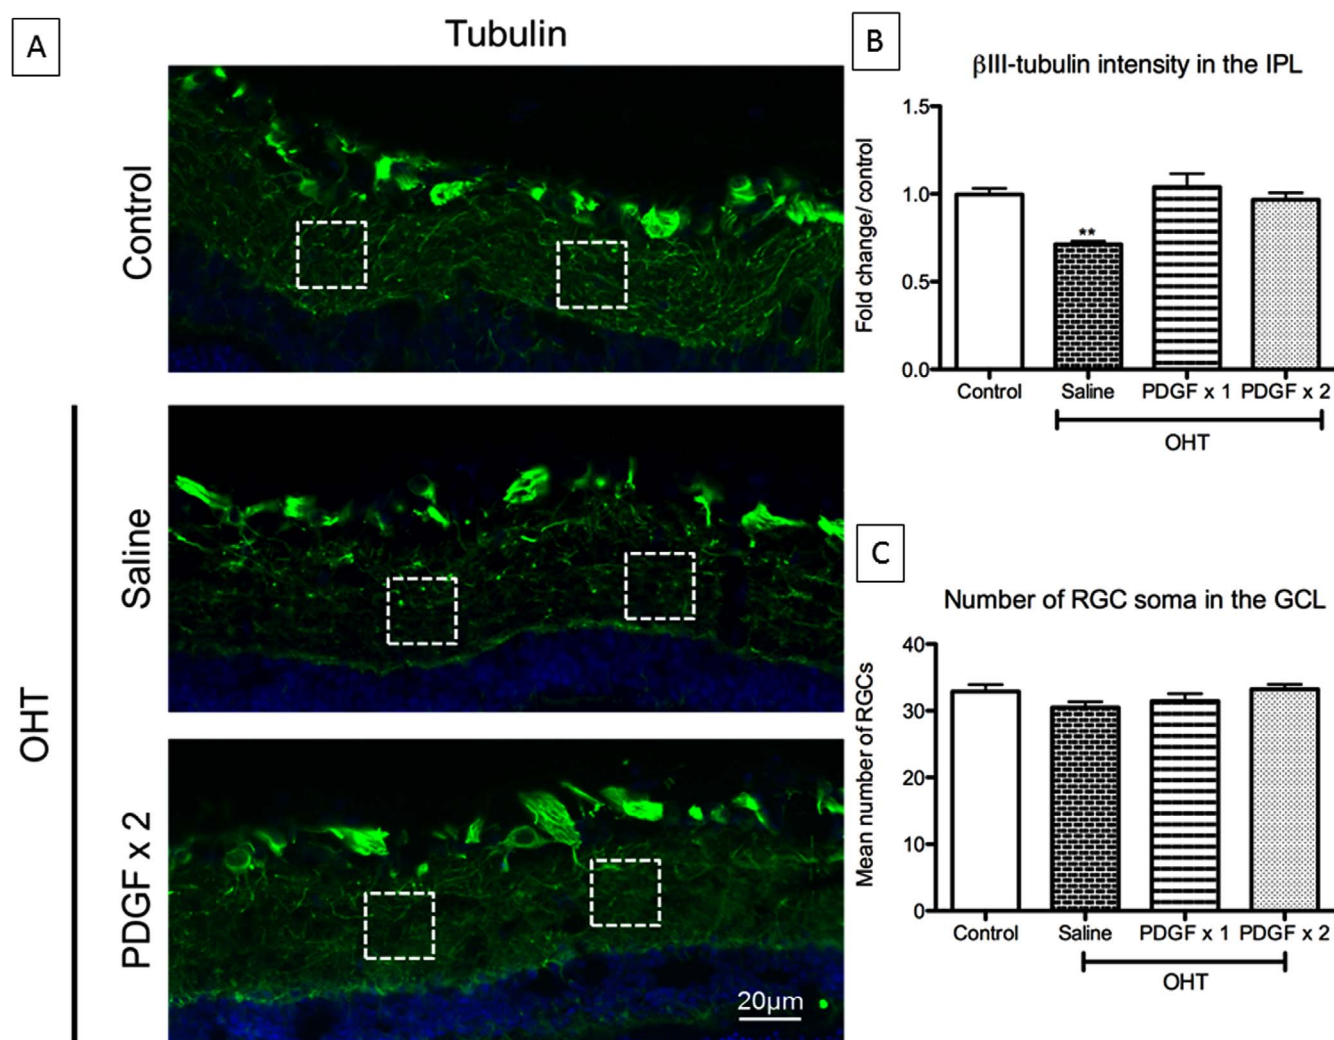 A
Tubulin
Control
OHT
Saline
PDGF x 2
20µm
B
βIII-tubulin intensity in the IPL
Fold change/ control
1.5
1.0
0.5
0.0
**
Control Saline PDGF x 1 PDGF x 2
OHT
C
Number of RGC soma in the GCL
Mean number of RGCs
40
30
20
10
0
Control Saline PDGF x 1 PDGF x 2
OHT